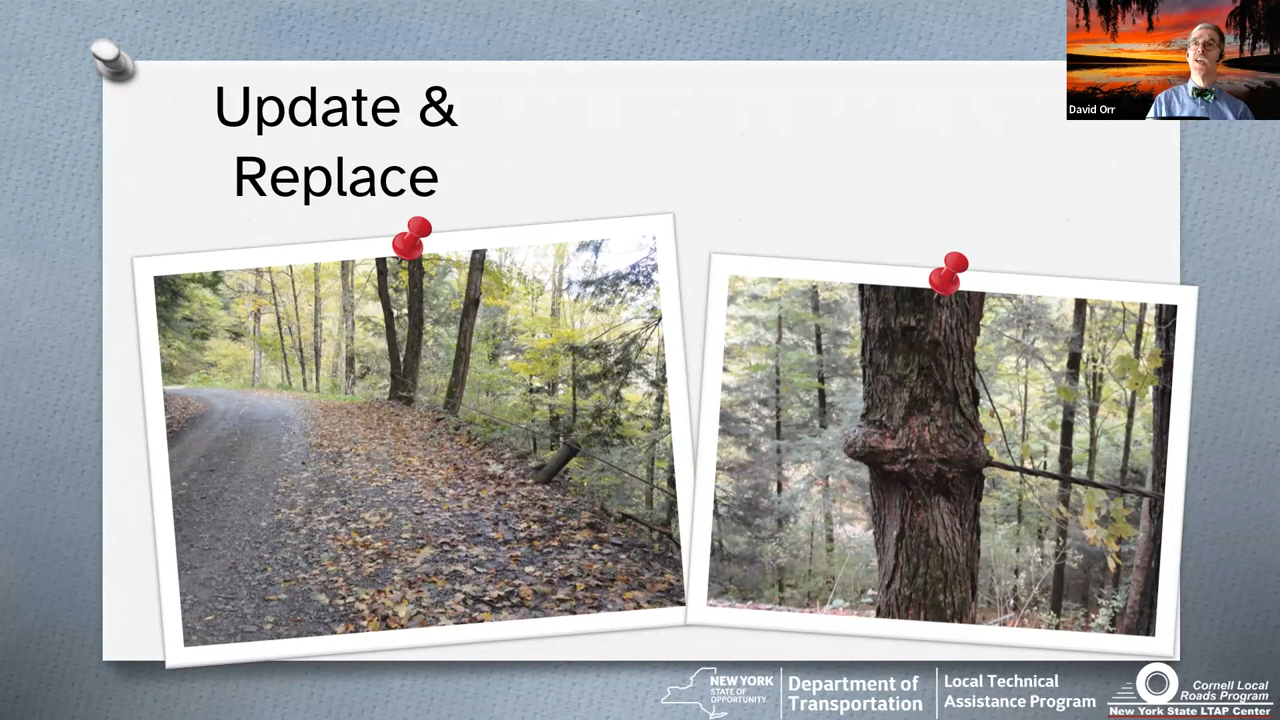 Update &
Replace
David Orr
NEW YORK
STATE OF
OPPORTUNITY.
Department of
Transportation
Local Technical
Assistance Program
Cornell Local
Roads Program
New York State LTAP Center